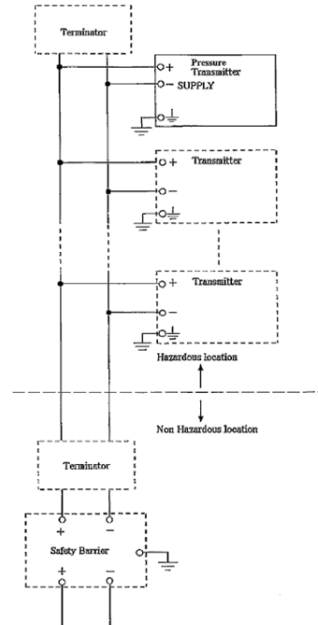 Terminator
+
Pressure
Transmitter
− SUPPLY
+
Transmitter
−
+
Transmitter
−
Hazardous location
Non Hazardous location
Terminator
+ −
Safety Barrier
+ −